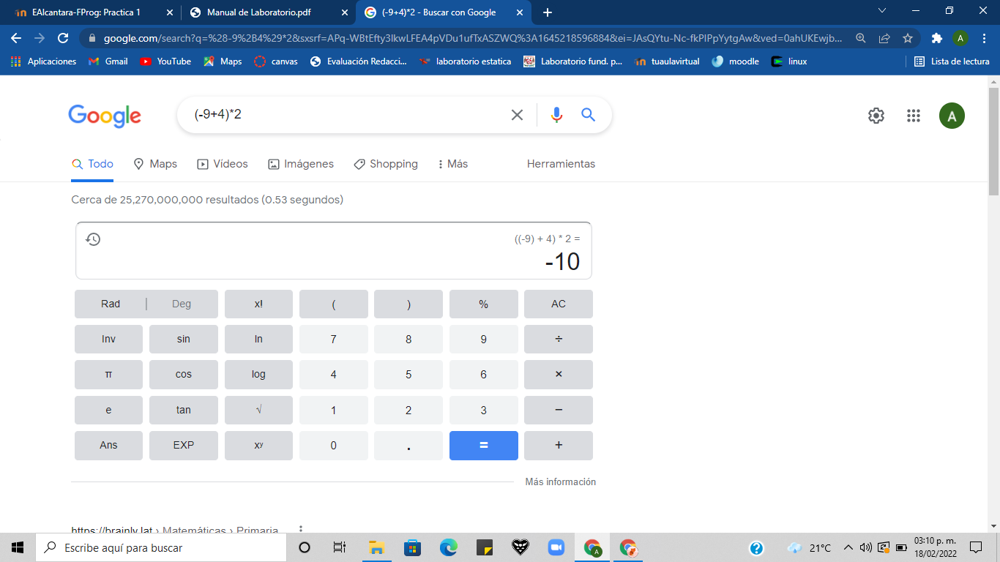 EAlcantara-FProg: Practica 1
Manual de Laboratorio.pdf
(-9+4)*2 - Buscar con Google
google.com/search?q=%28-9%2B4%29*2&sxsrf=APq-WBtEfty3IkwLFEA4pVDu1ufTxASZWQ%3A1645218596884&ei=JAsQYtu-Nc-fkPIPpYytgAw&ved=0ahUKEwjb...
A
Aplicaciones
Gmail
YouTube
Maps
canvas
Evaluación Redacci...
laboratorio estatica
Laboratorio fund. p...
tuaulavirtual
moodle
linux
Lista de lectura
Google
(-9+4)*2
A
Todo
Maps
Vídeos
Imágenes
Shopping
Más
Herramientas
Cerca de 25,270,000,000 resultados (0.53 segundos)
((-9) + 4) * 2 =
-10
Rad | Deg x! ( ) % AC
Inv sin ln 7 8 9 ÷
π cos log 4 5 6 ×
e tan √ 1 2 3 −
Ans EXP xʸ 0 . = +
Más información
https://brainly.lat › Matemáticas › Primaria
Escribe aquí para buscar
A
21°C
03:10 p. m.
18/02/2022